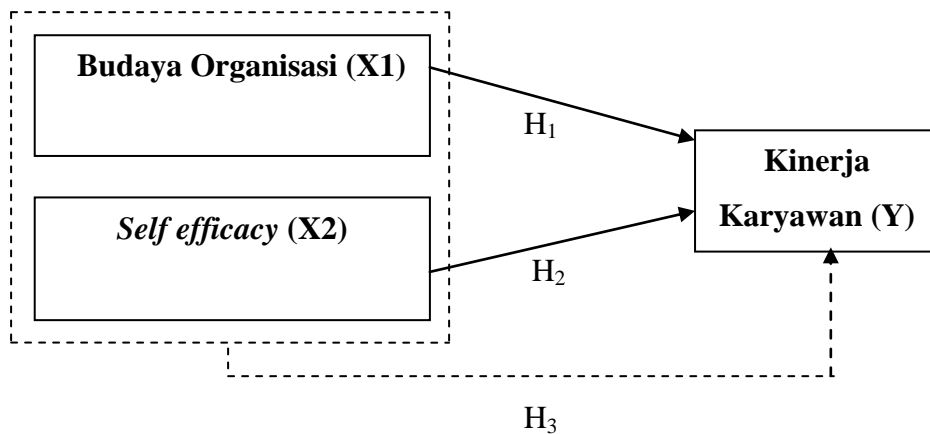 Budaya Organisasi (X1)
H₁
Kinerja
Karyawan (Y)
Self efficacy (X2)
H₂
H₃